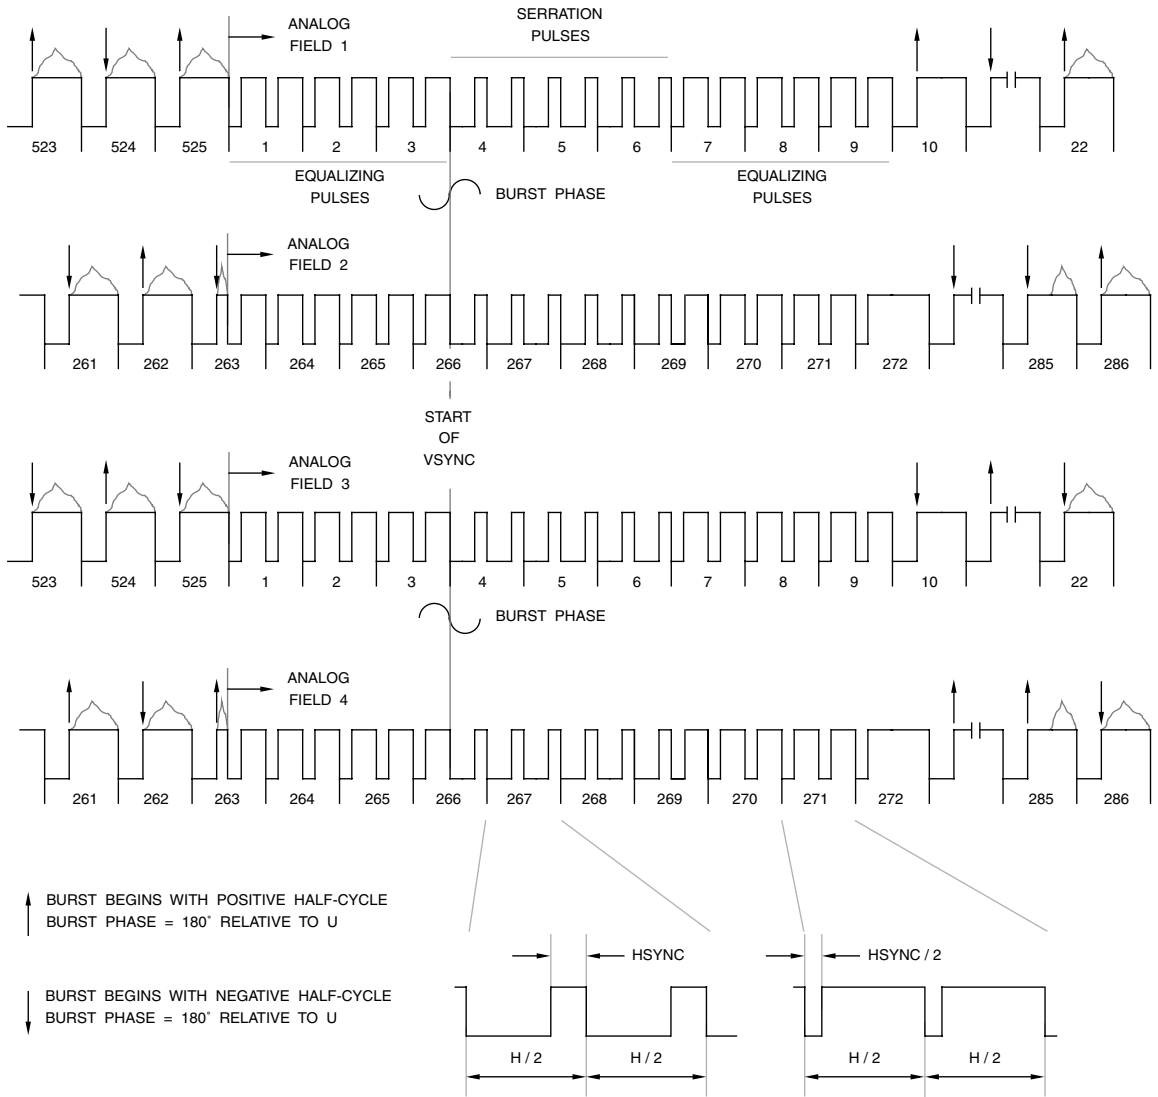 ANALOG
FIELD 1
SERRATION
PULSES
523 524 525 1 2 3 4 5 6 7 8 9 10 22
EQUALIZING
PULSES
BURST PHASE
EQUALIZING
PULSES
ANALOG
FIELD 2
261 262 263 264 265 266 267 268 269 270 271 272 285 286
START
OF
VSYNC
ANALOG
FIELD 3
523 524 525 1 2 3 4 5 6 7 8 9 10 22
BURST PHASE
ANALOG
FIELD 4
261 262 263 264 265 266 267 268 269 270 271 272 285 286
BURST BEGINS WITH POSITIVE HALF-CYCLE
BURST PHASE = 180° RELATIVE TO U
BURST BEGINS WITH NEGATIVE HALF-CYCLE
BURST PHASE = 180° RELATIVE TO U
HSYNC
HSYNC / 2
H / 2 H / 2
H / 2 H / 2